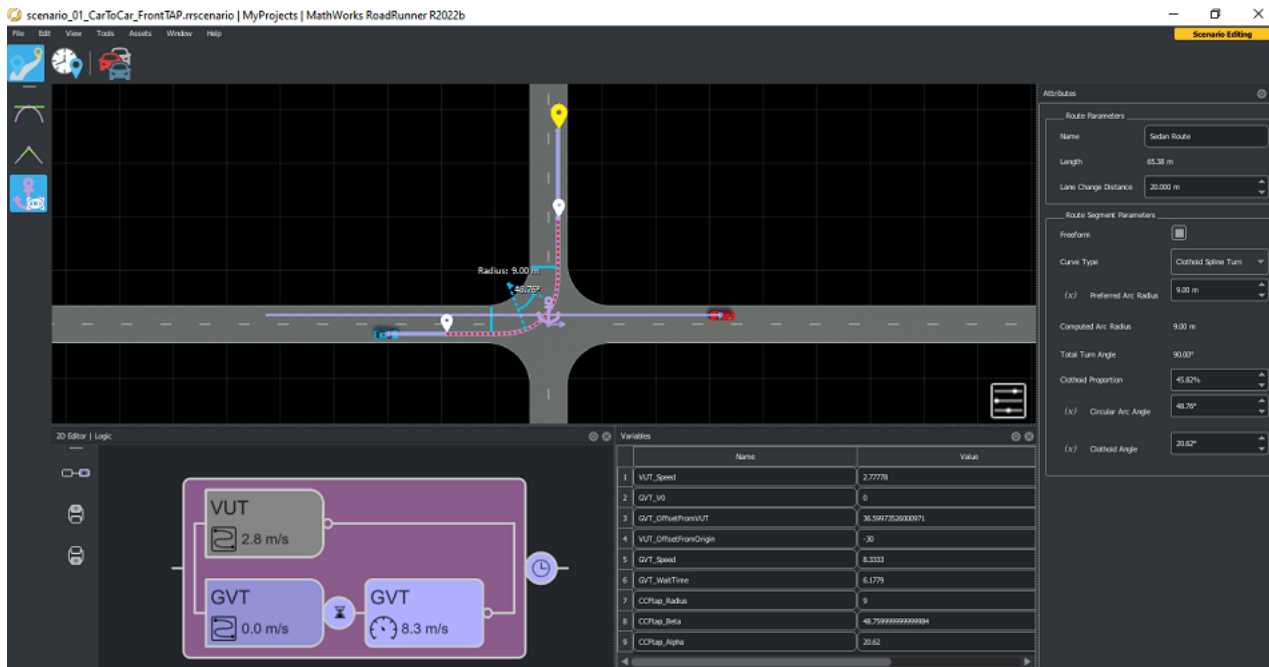 scenario_01_CarToCar_FrontTAP.rrscenario | MyProjects | MathWorks RoadRunner R2022b
File Edit View Tools Assets Window Help
Scenario Editing
Radius: 9.00 m
48.76°
Attributes
Route Parameters
Name Sedan Route
Length 65.38 m
Lane Change Distance 20.000 m
Route Segment Parameters
Freeform
Curve Type Clothoid Spline Turn
(x) Preferred Arc Radius 9.00 m
Computed Arc Radius 9.00 m
Total Turn Angle 90.00°
Clothoid Proportion 45.82%
(x) Circular Arc Angle 48.76°
(x) Clothoid Angle 20.62°
2D Editor | Logic
VUT
2.8 m/s
GVT
0.0 m/s
GVT
8.3 m/s
Variables
Name Value
1 VUT_Speed 2.77778
2 GVT_V0 0
3 GVT_OffsetFromVUT 36.59973526000971
4 VUT_OffsetFromOrigin -30
5 GVT_Speed 8.3333
6 GVT_WaitTime 6.1779
7 CCFtap_Radius 9
8 CCFtap_Beta 48.759999999999984
9 CCFtap_Alpha 20.62